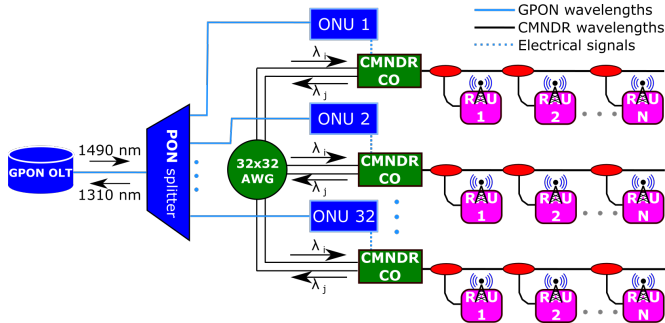 ONU 1
GPON wavelengths
CMNDR wavelengths
Electrical signals
λi
λj
CMNDR
CO
RAU
1
RAU
2
RAU
N
ONU 2
GPON OLT
1490 nm
1310 nm
PON splitter
32x32
AWG
λi
λj
CMNDR
CO
RAU
1
RAU
2
RAU
N
ONU 32
λi
λj
CMNDR
CO
RAU
1
RAU
2
RAU
N